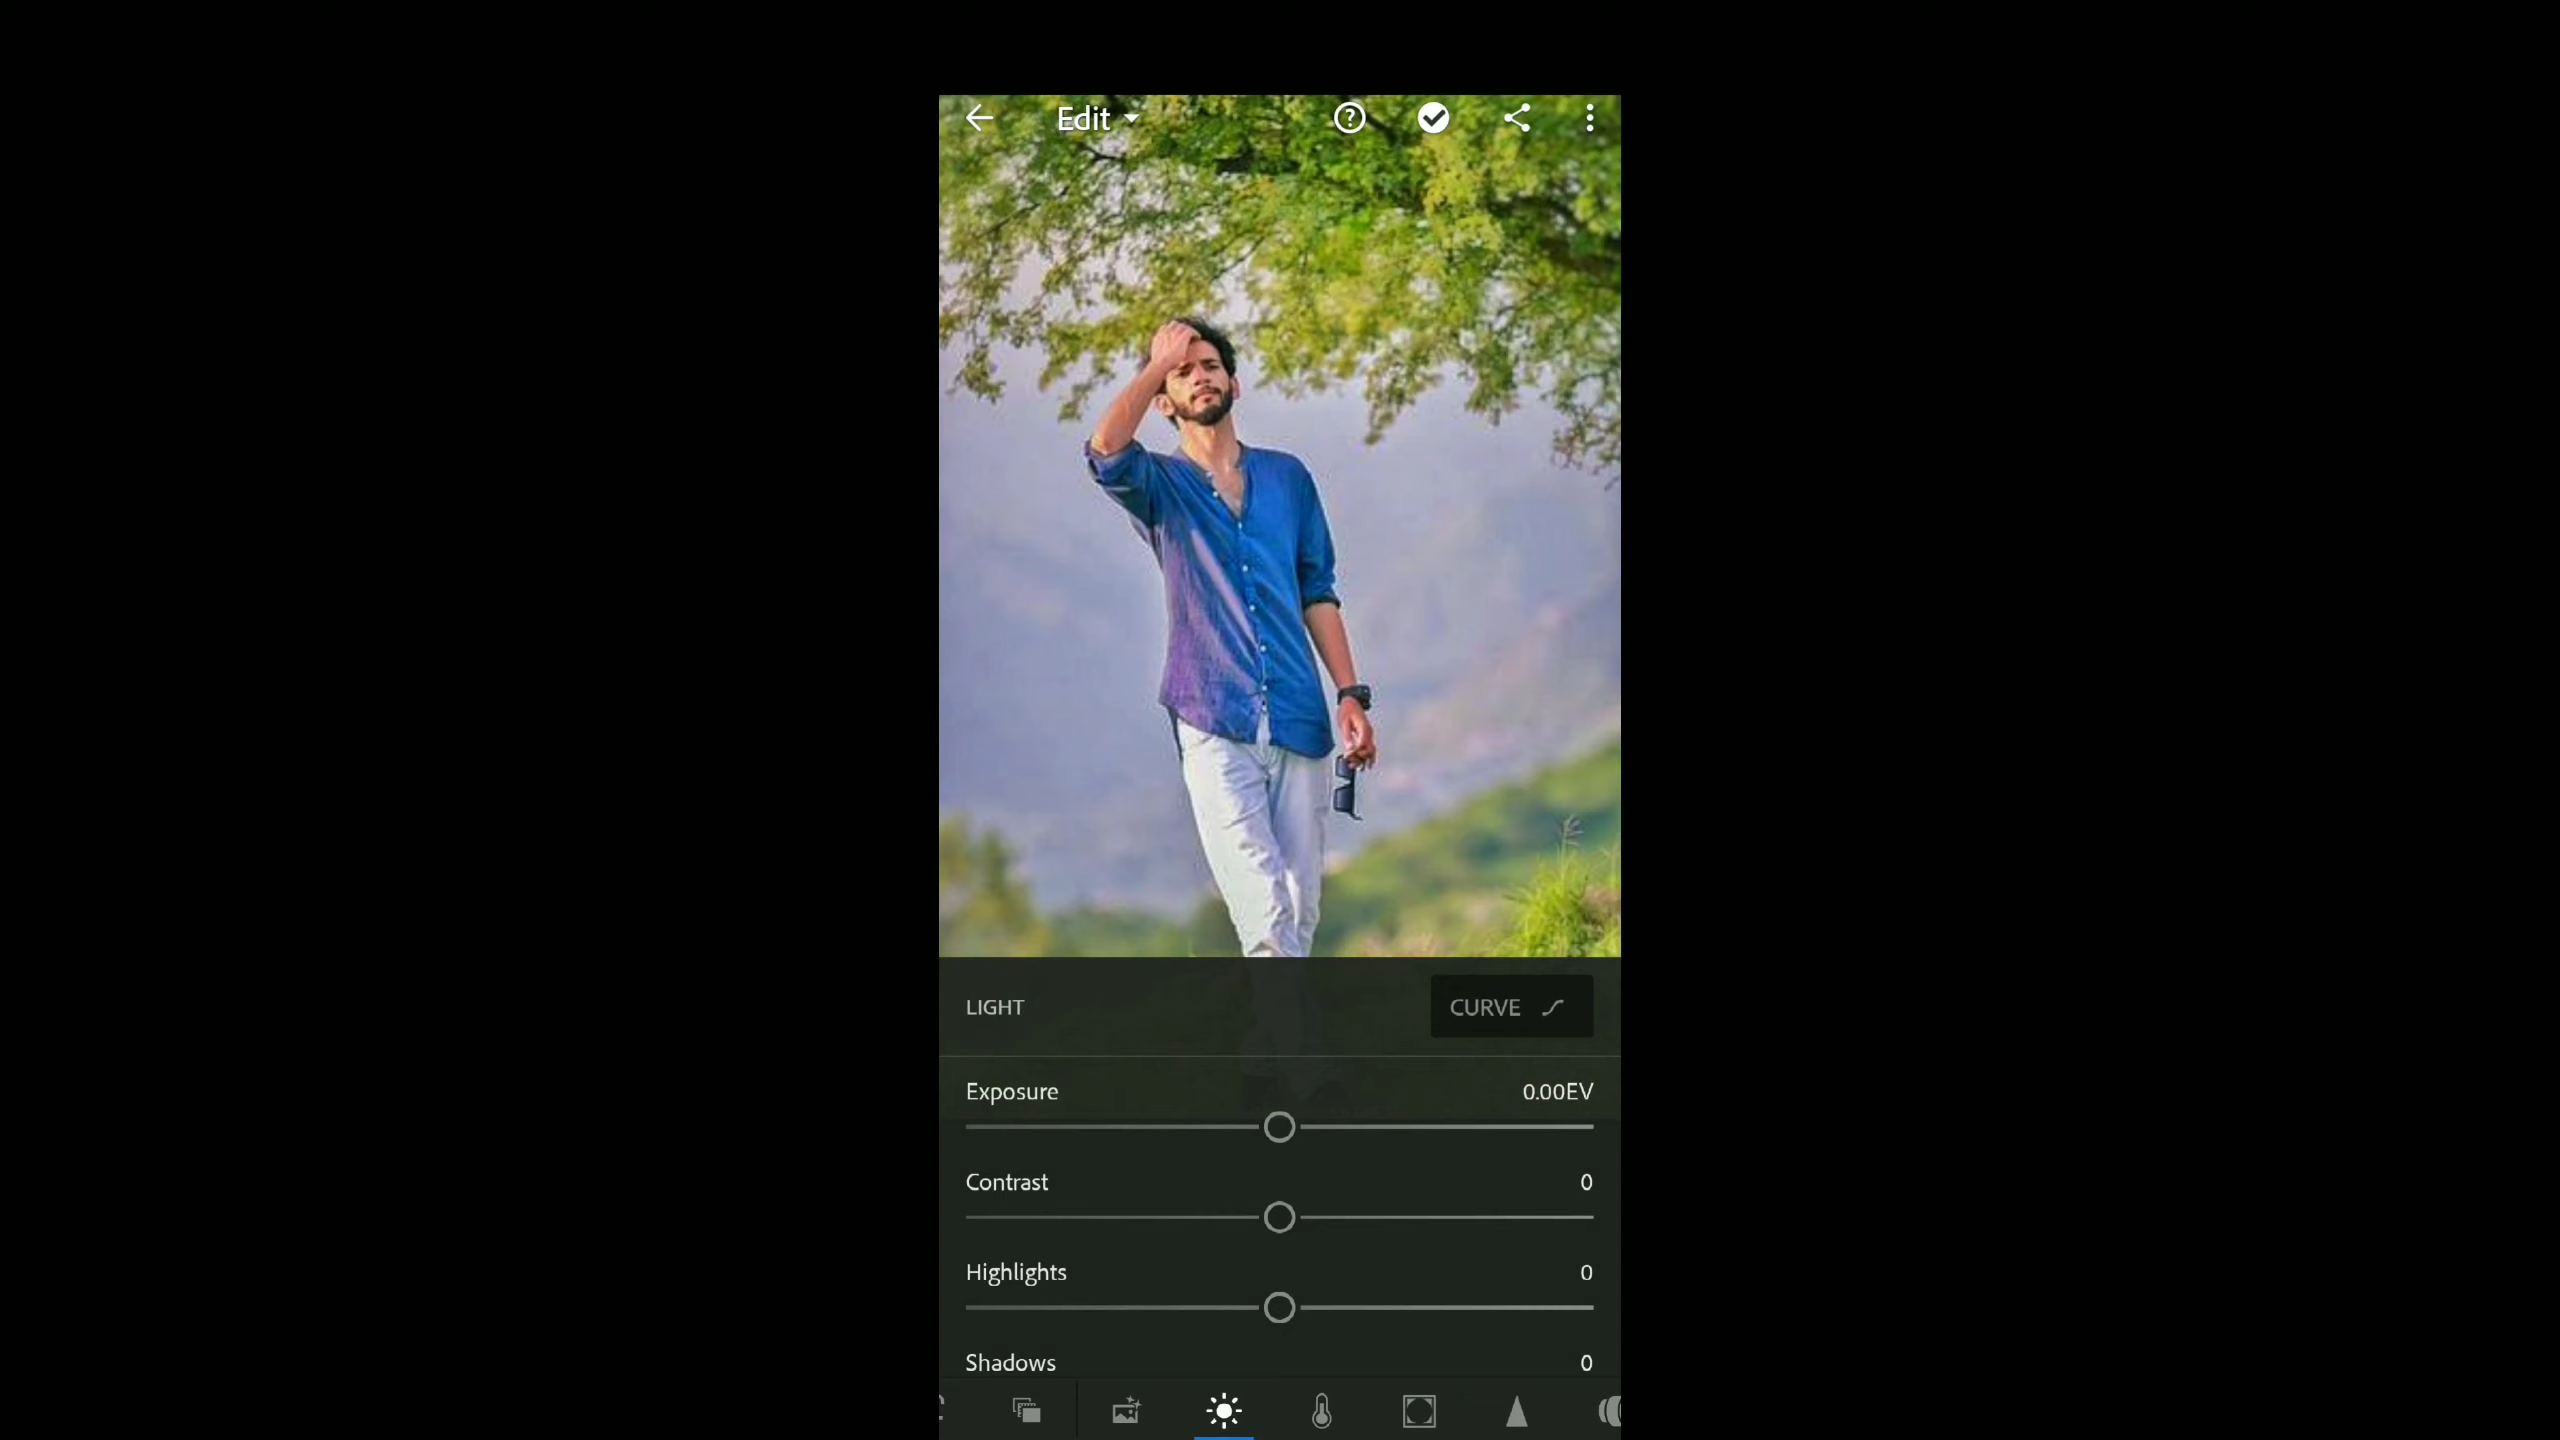 Edit
LIGHT
CURVE
Exposure 0.00EV
Contrast 0
Highlights 0
Shadows 0